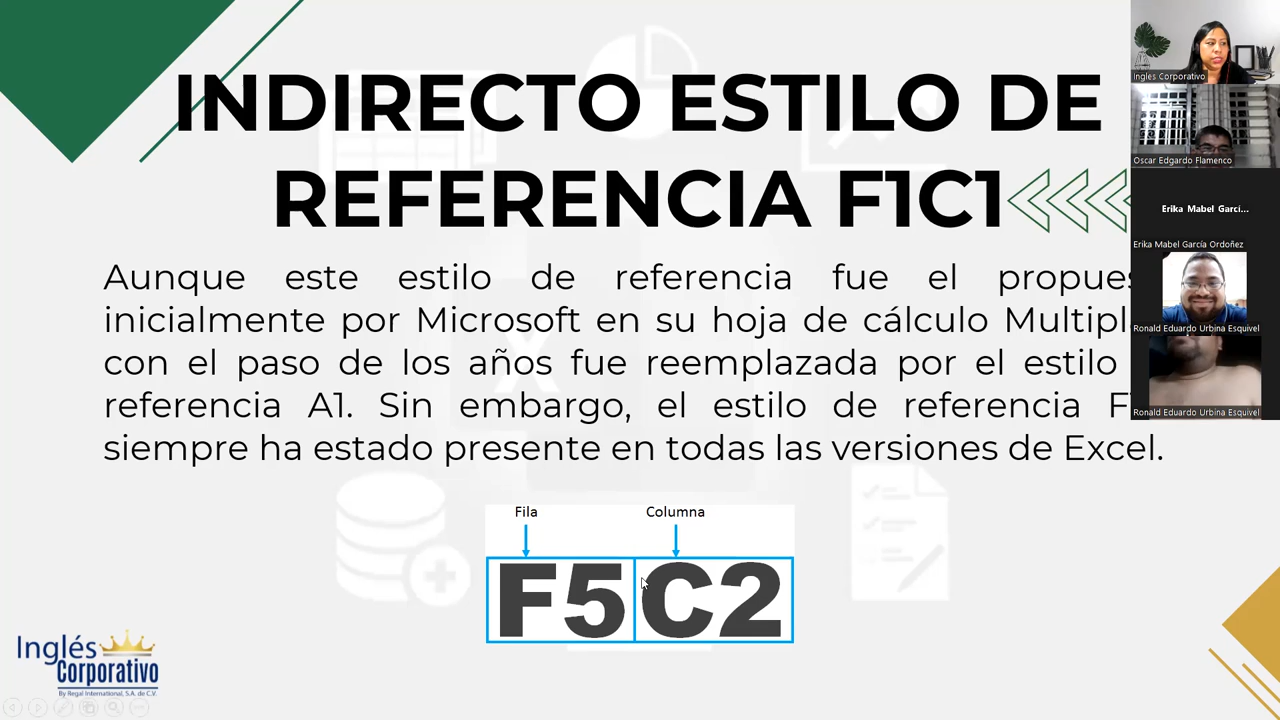 INDIRECTO ESTILO DE
REFERENCIA F1C1
Aunque este estilo de referencia fue el
inicialmente por Microsoft en su hoja de cálculo
con el paso de los años fue reemplazada por el estilo
referencia A1. Sin embargo, el estilo de referencia
siempre ha estado presente en todas las versiones de Excel.
Fila
Columna
F5 C2
Inglés
Corporativo
By Regal International, S.A. de C.V.
Ingles Corporativo
Oscar Edgardo Flamenco
Erika Mabel Garci...
Erika Mabel García Ordoñez
Ronald Eduardo Urbina Esquivel
Ronald Eduardo Urbina Esquivel